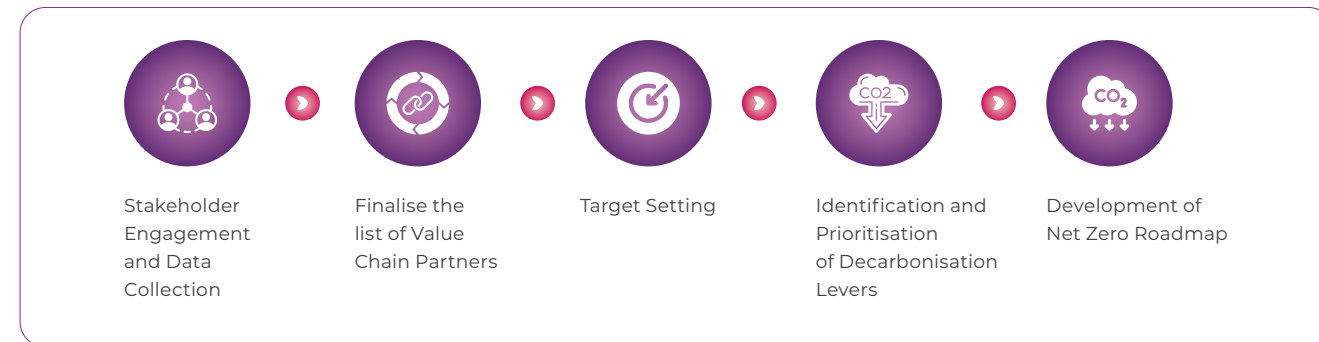 CO2
CO2
Stakeholder
Engagement
and Data
Collection
Finalise the
list of Value
Chain Partners
Target Setting
Identification and
Prioritisation
of Decarbonisation
Levers
Development of
Net Zero Roadmap